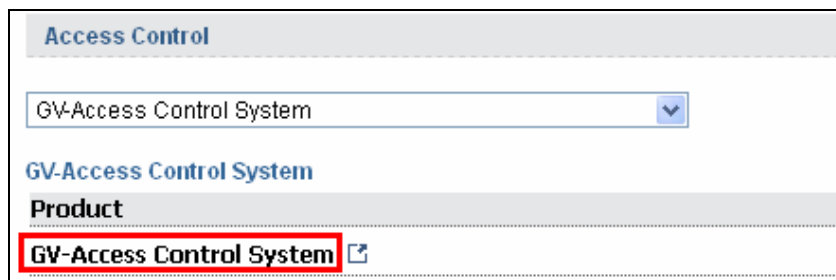 Access Control
GV-Access Control System
GV-Access Control System
Product
GV-Access Control System